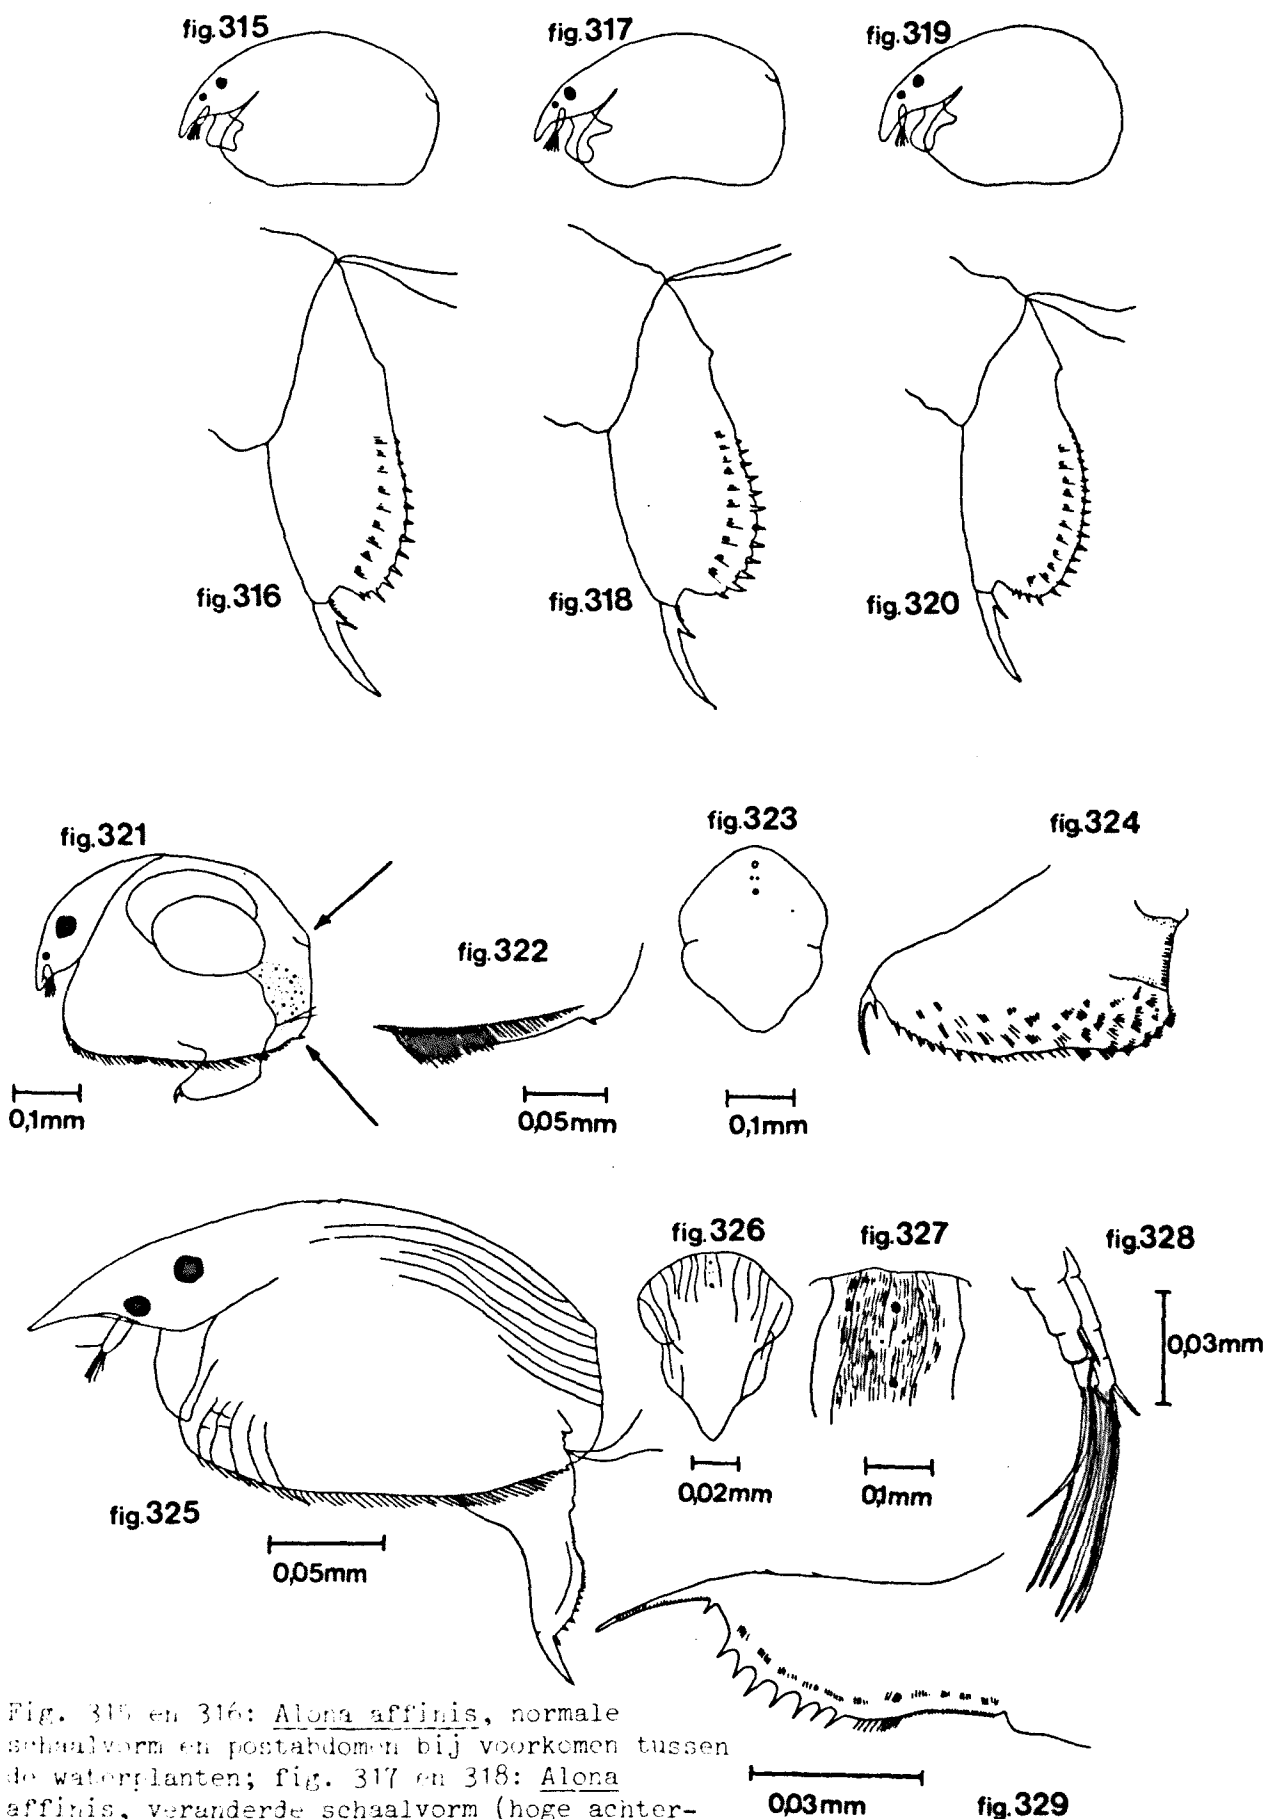 fig.315 fig.317 fig.319
fig.316 fig.318 fig.320
fig.323 fig.324
fig.321
fig.322
0,1mm 0,05mm 0,1mm
fig.326 fig.327 fig.328
0,03mm
0,02mm 0,1mm
fig.325
0,05mm
Fig. 315 en 316: Alona affinis, normale
schaalvorm en postabdomen bij voorkomen tussen
de waterplanten; fig. 317 en 318: Alona
affinis, veranderde schaalvorm (hoge achter-
0,03mm fig.329